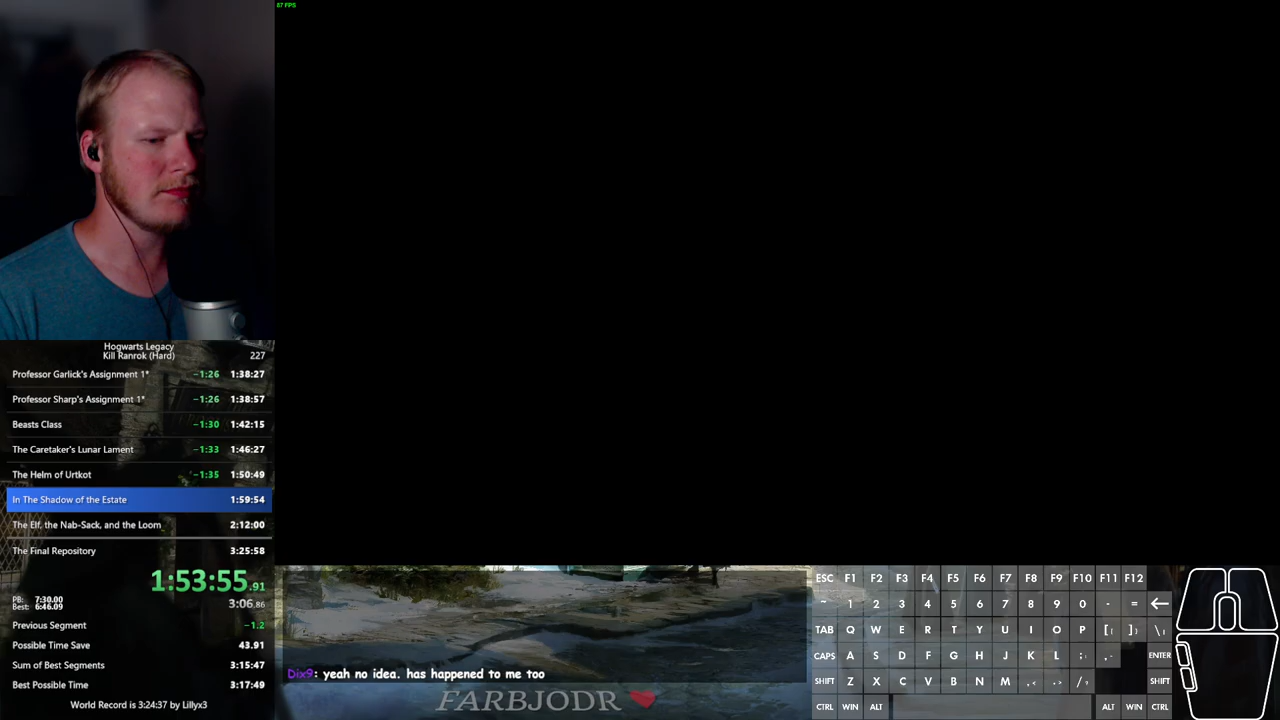 87 FPS
Hogwarts Legacy
Kill Ranrok (Hard) 227
Professor Garlick's Assignment 1* -1:26 1:38:27
Professor Sharp's Assignment 1* -1:26 1:38:57
Beasts Class -1:30 1:42:15
The Caretaker's Lunar Lament -1:33 1:46:27
The Helm of Urtkot -1:35 1:50:49
In The Shadow of the Estate 1:59:54
The Elf, the Nab-Sack, and the Loom 2:12:00
The Final Repository 3:25:58
1:53:55.91
PB: 7:30.00
Best: 6:46.09
3:06.86
Previous Segment -1.2
Possible Time Save 43.91
Sum of Best Segments 3:15:47
Best Possible Time 3:17:49
World Record is 3:24:37 by Lillyx3
Dix9: yeah no idea. has happened to me too
FARBJODR
ESC F1 F2 F3 F4 F5 F6 F7 F8 F9 F10 F11 F12
~ 1 2 3 4 5 6 7 8 9 0 - = ←
TAB Q W E R T Y U I O P [{ ]} \|
CAPS A S D F G H J K L ;: ENTER
SHIFT Z X C V B N M ,< .> /? SHIFT
CTRL WIN ALT ALT WIN CTRL